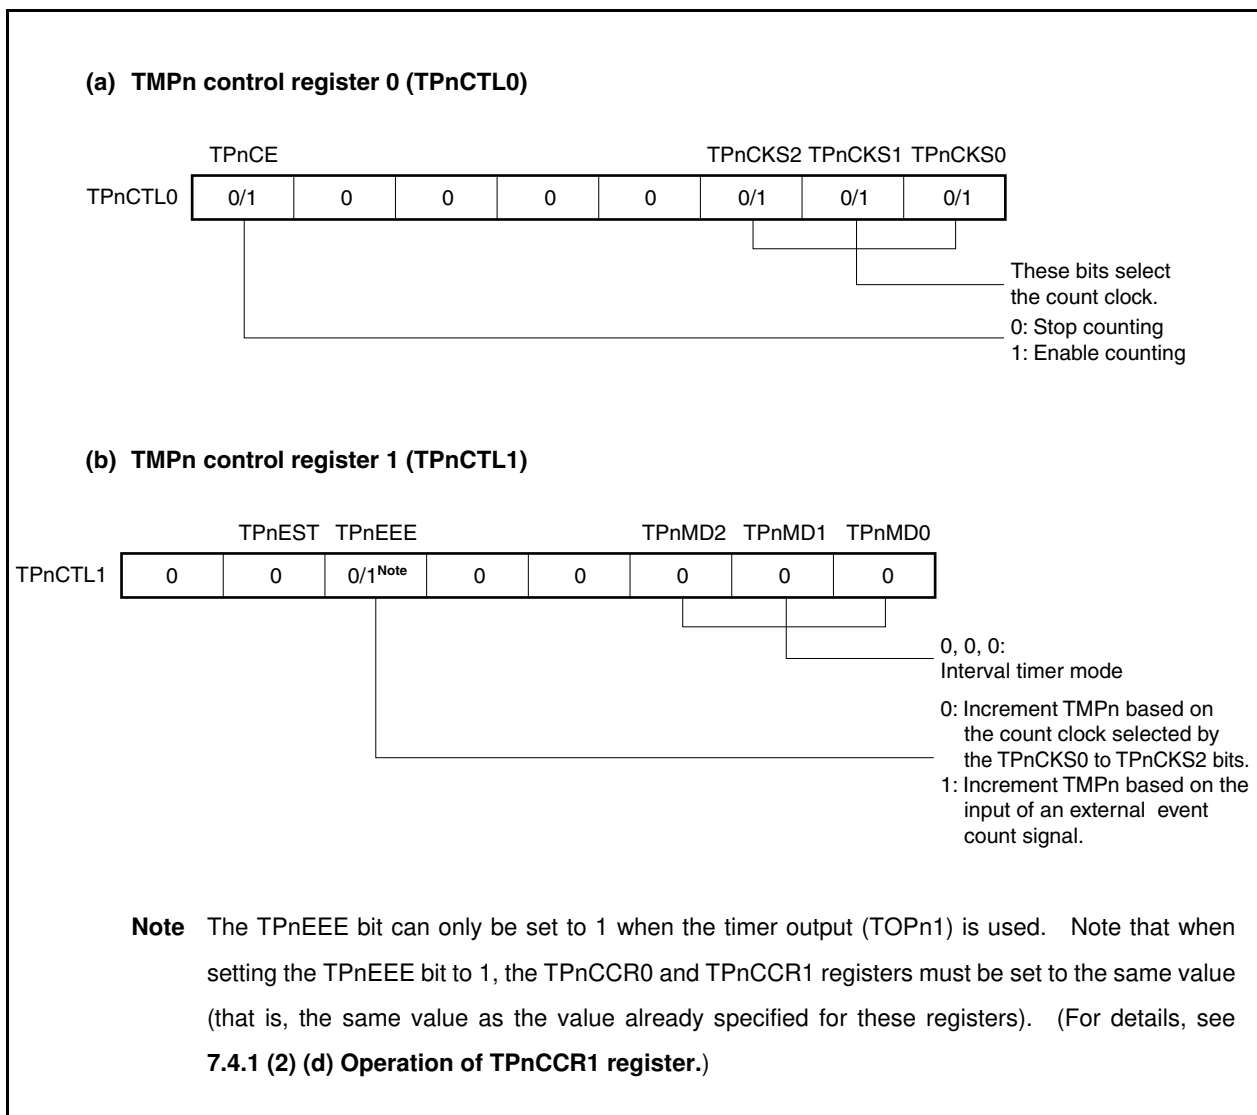 (a) TMPn control register 0 (TPnCTL0)
TPnCE TPnCKS2 TPnCKS1 TPnCKS0
TPnCTL0 0/1 0 0 0 0 0/1 0/1 0/1
These bits select
the count clock.
0: Stop counting
1: Enable counting
(b) TMPn control register 1 (TPnCTL1)
TPnEST TPnEEE TPnMD2 TPnMD1 TPnMD0
TPnCTL1 0 0 0/1Note 0 0 0 0 0
0, 0, 0:
Interval timer mode
0: Increment TMPn based on
the count clock selected by
the TPnCKS0 to TPnCKS2 bits.
1: Increment TMPn based on the
input of an external event
count signal.
Note The TPnEEE bit can only be set to 1 when the timer output (TOPn1) is used. Note that when
setting the TPnEEE bit to 1, the TPnCCR0 and TPnCCR1 registers must be set to the same value
(that is, the same value as the value already specified for these registers). (For details, see
7.4.1 (2) (d) Operation of TPnCCR1 register.)